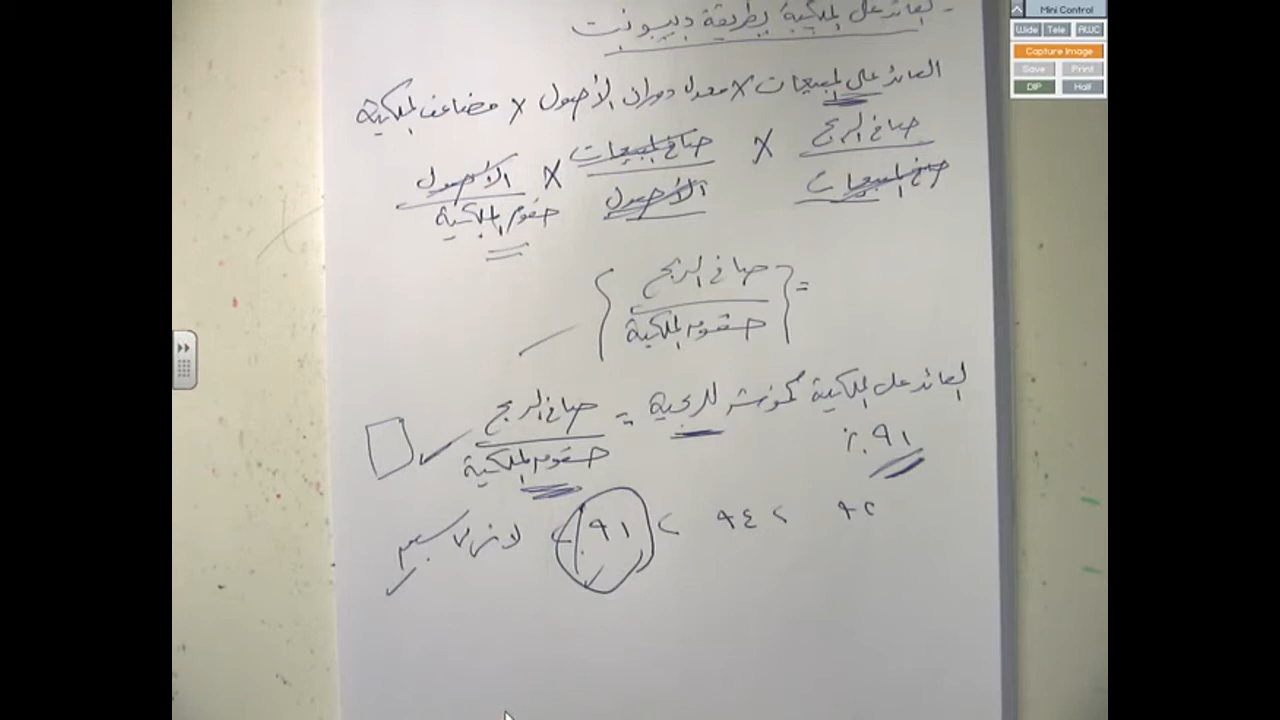 العائد على الملكية بطريقة ديبونت
العائد على المبيعات × معدل دوران الأصول × مضاعف الملكية
صافي الربح × صافي المبيعات × الأصول
صافي المبيعات الأصول حقوق الملكية
= { صافي الربح }
حقوق الملكية
العائد على الملكية كمؤشر للربحية = صافي الربح
حقوق الملكية
٩١ ٪
٩٢ ، ٩٤ ، ٩١ ،
Mini Control
Wide Tele AWC
Capture Image
Save Print
DIP Half